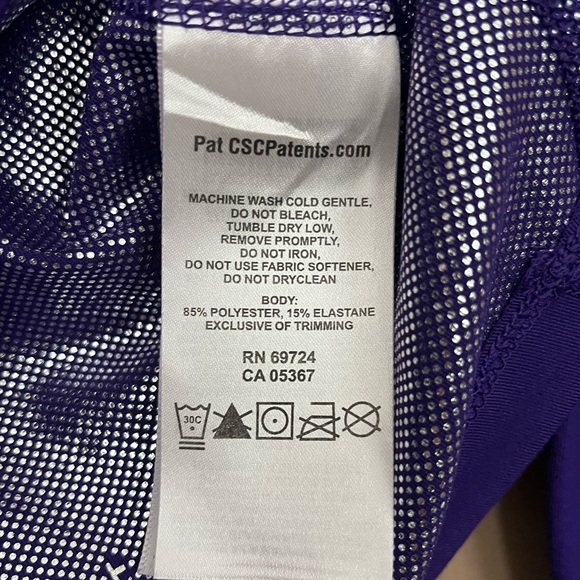 Pat CSCPatents.com
MACHINE WASH COLD GENTLE,
DO NOT BLEACH,
TUMBLE DRY LOW,
REMOVE PROMPTLY,
DO NOT IRON,
DO NOT USE FABRIC SOFTENER,
DO NOT DRYCLEAN
BODY:
85% POLYESTER, 15% ELASTANE
EXCLUSIVE OF TRIMMING
RN 69724
CA 05367
30C